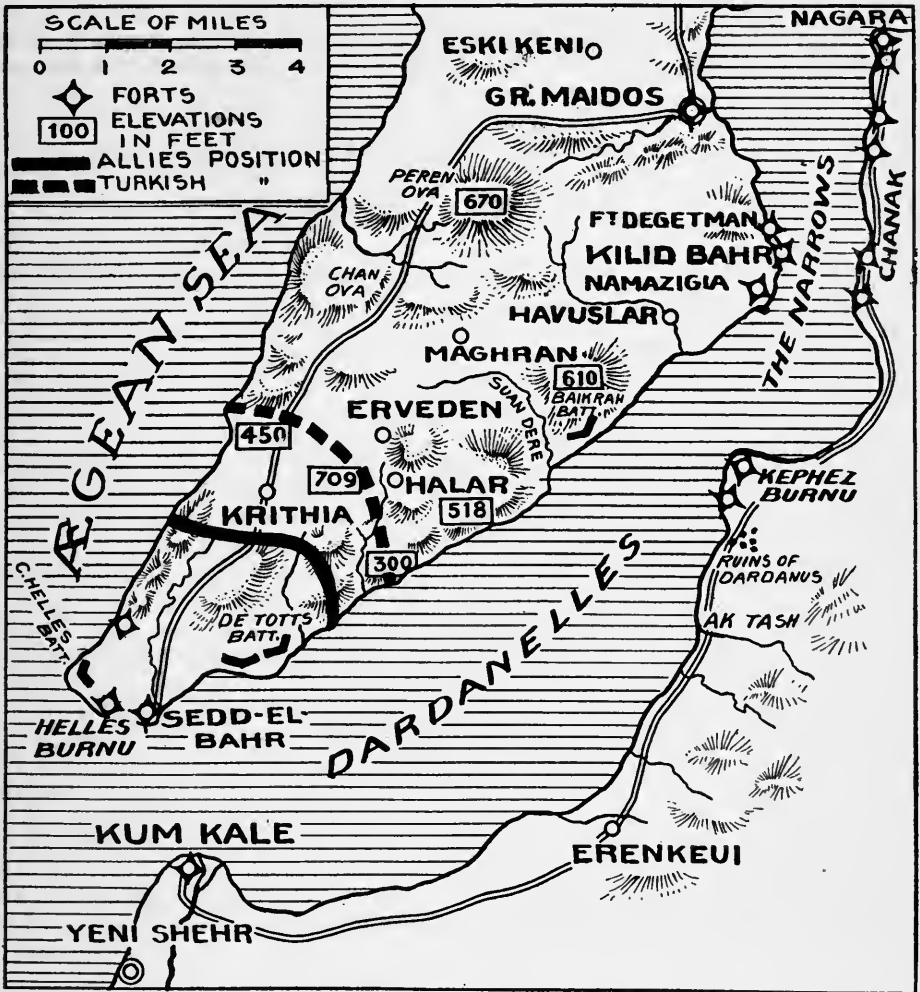 SCALE OF MILES
0 1 2 3 4
FORTS
100 ELEVATIONS
IN FEET
ALLIES POSITION
TURKISH "
NAGARA
ESKI KENI
GR. MAIDOS
PEREN
OVA
670
FT DEGETMAN
KILID BAHR
NAMAZIGIA
CHANAK
THE NARROWS
CHAN
OVA
HAVUSLAR
MAGHRAN
610
BAIKRAH
BATT.
SUAN DERE
ÆGEAN SEA
ERVEDEN
450
709
HALAR
518
KRITHIA
300
KEPHEZ
BURNU
RUINS OF
DARDANUS
AK TASH
C. HELLES
BATT.
DE TOTTS
BATT.
DARDANELLES
HELLES
BURNU
SEDD-EL-
BAHR
KUM KALE
ERENKEUI
YENI SHEHR